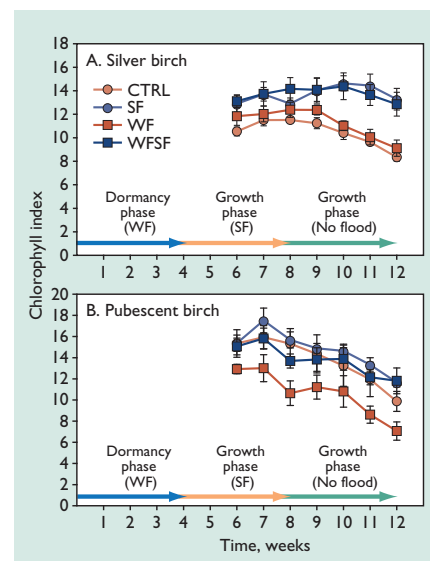 18
16
14
12
10
8
6
4
2
0
A. Silver birch
CTRL
SF
WF
WFSF
Dormancy
phase
(WF)
Growth
phase
(SF)
Growth
phase
(No flood)
1 2 3 4 5 6 7 8 9 10 11 12
Chlorophyll index
20
18
16
14
12
10
8
6
4
2
0
B. Pubescent birch
Dormancy
phase
(WF)
Growth
phase
(SF)
Growth
phase
(No flood)
1 2 3 4 5 6 7 8 9 10 11 12
Time, weeks